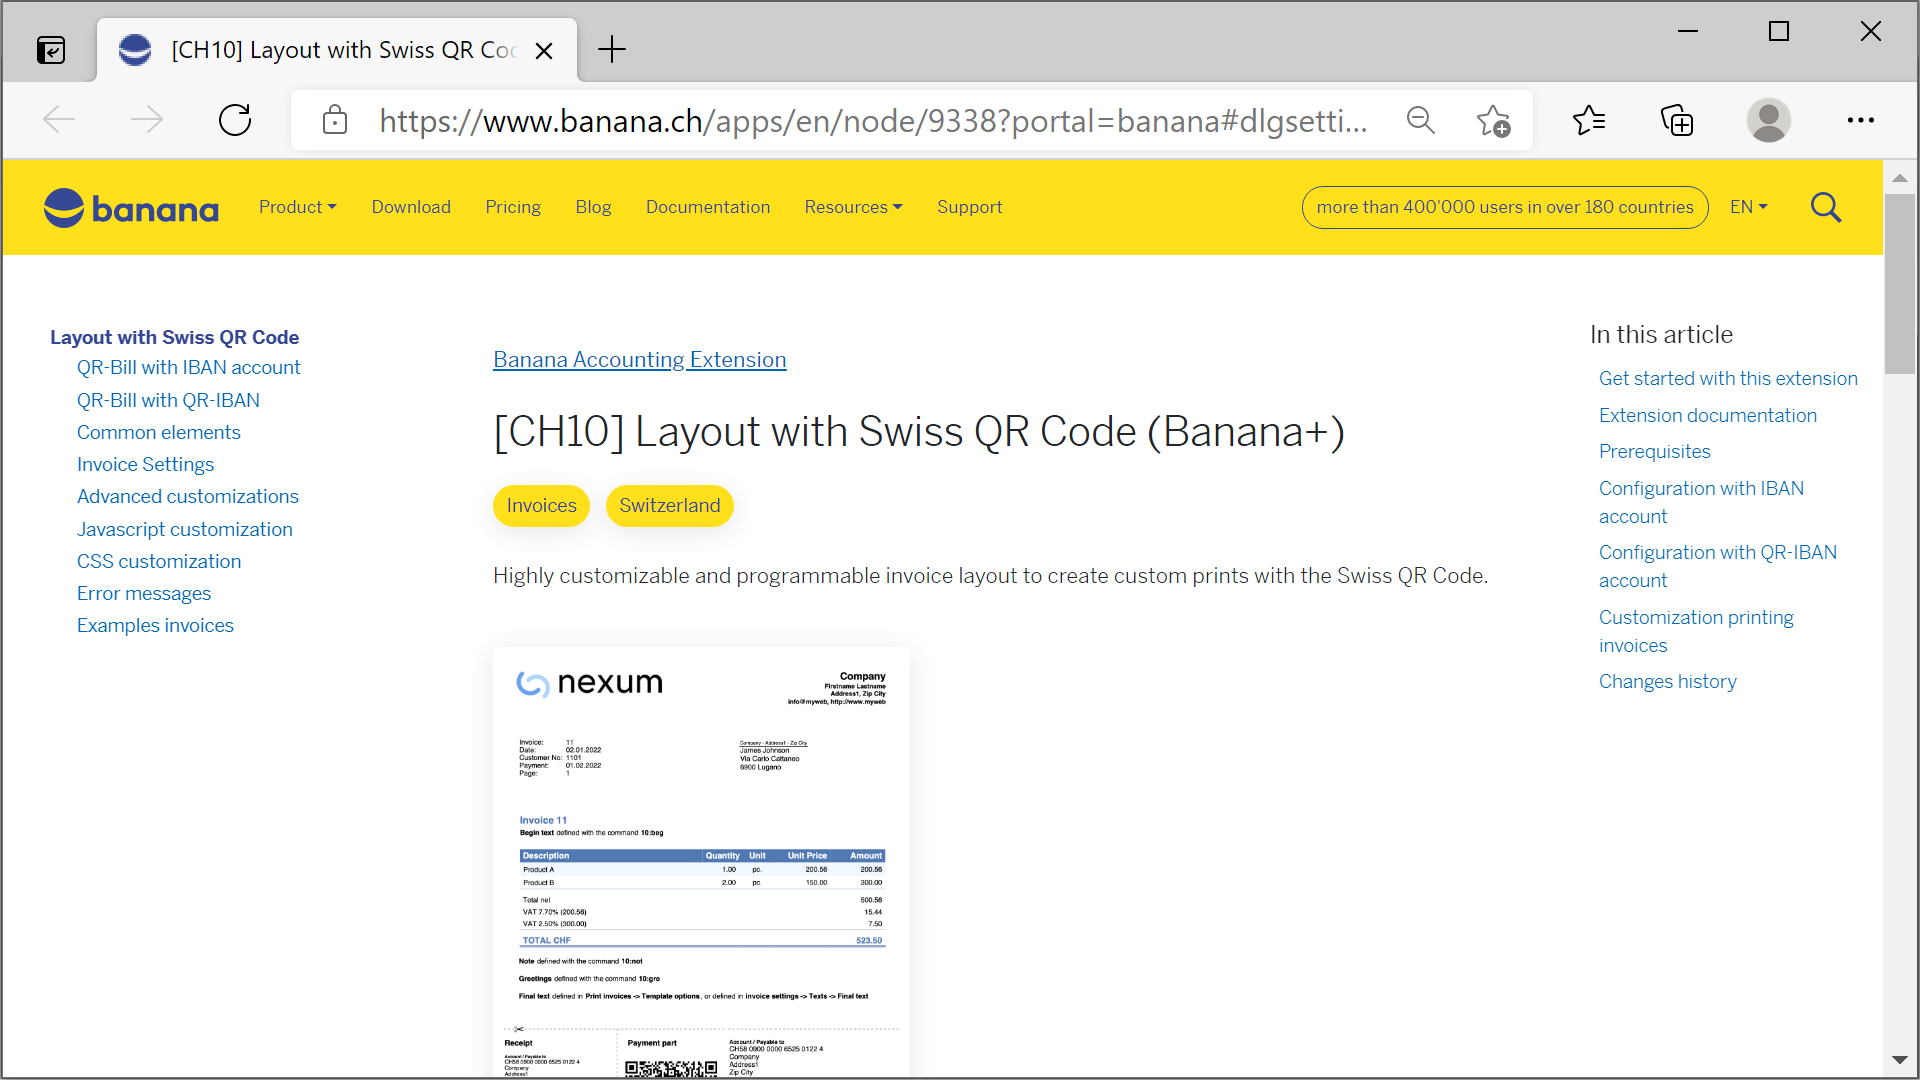 [CH10] Layout with Swiss QR Co
https://www.banana.ch/apps/en/node/9338?portal=banana#dlgsetti...
banana
Product
Download
Pricing
Blog
Documentation
Resources
Support
more than 400'000 users in over 180 countries
EN
Layout with Swiss QR Code
QR-Bill with IBAN account
QR-Bill with QR-IBAN
Common elements
Invoice Settings
Advanced customizations
Javascript customization
CSS customization
Error messages
Examples invoices
Banana Accounting Extension
[CH10] Layout with Swiss QR Code (Banana+)
Invoices
Switzerland
Highly customizable and programmable invoice layout to create custom prints with the Swiss QR Code.
nexum
Company
Firstname Lastname
Address1, Zip City
info@myweb, http://www.myweb
Invoice: 11
Date: 02.01.2022
Customer No: 1101
Payment: 01.02.2022
Page: 1
Company - Address1 - Zip City
James Johnson
Via Carlo Cattaneo
6900 Lugano
Invoice 11
Begin text defined with the command 10:beg
Description Quantity Unit Unit Price Amount
Product A 1.00 pc. 200.56 200.56
Product B 2.00 pc. 150.00 300.00
Total net 500.56
VAT 7.70% (200.56) 15.44
VAT 2.50% (300.00) 7.50
TOTAL CHF 523.50
Note defined with the command 10:not
Greetings defined with the command 10:gre
Final text defined in Print invoices -> Template options, or defined in invoice settings -> Texts -> Final text
Receipt
Account / Payable to
CH58 0900 0000 6525 0122 4
Company
Address1
Payment part
Account / Payable to
CH58 0900 0000 6525 0122 4
Company
Address1
Zip City
In this article
Get started with this extension
Extension documentation
Prerequisites
Configuration with IBAN
account
Configuration with QR-IBAN
account
Customization printing
invoices
Changes history